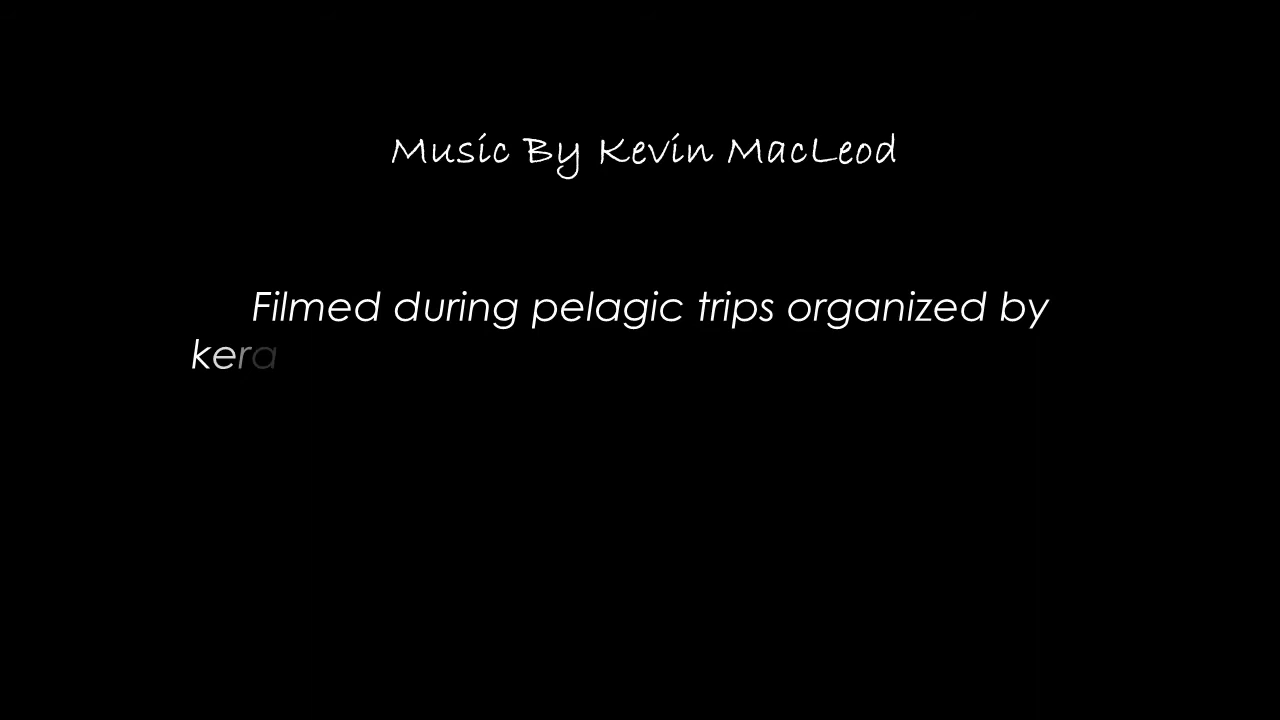 Music By Kevin MacLeod
Filmed during pelagic trips organized by
kera